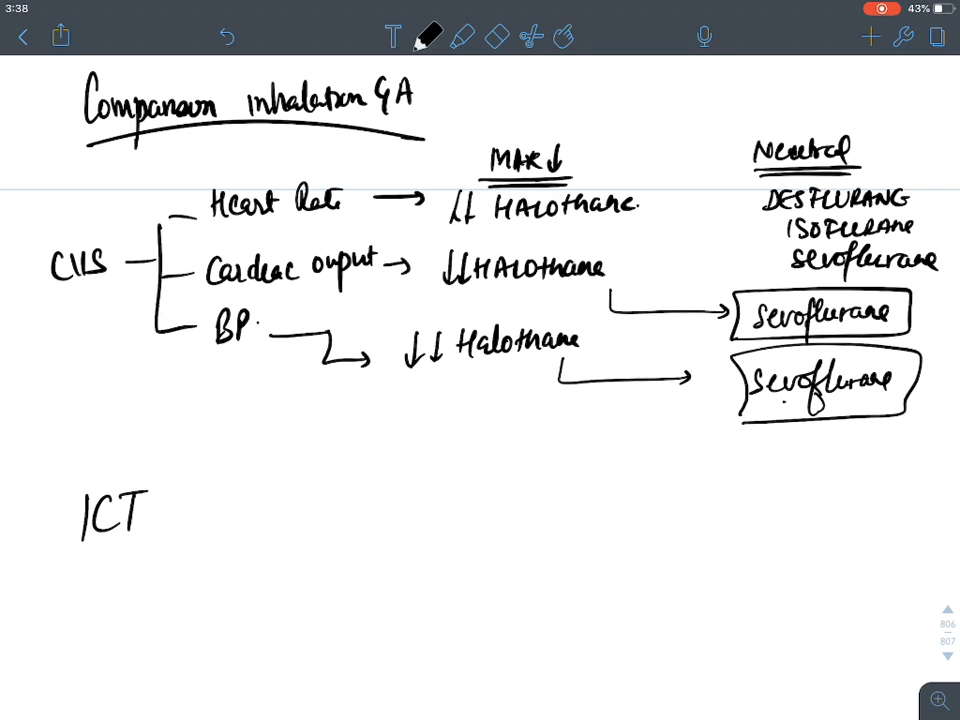 3:38
43%
T
Comparison inhalation GA
MAX ↓
Neutral
Heart Rate → ↓↓ HALOthane.
DESFLURANE
ISOFLURANE
Sevoflurane
CVS
Cardiac output → ↓↓ HALOthane
Sevoflurane
BP. ↓↓ Halothane
Sevoflurane
ICT
806
807